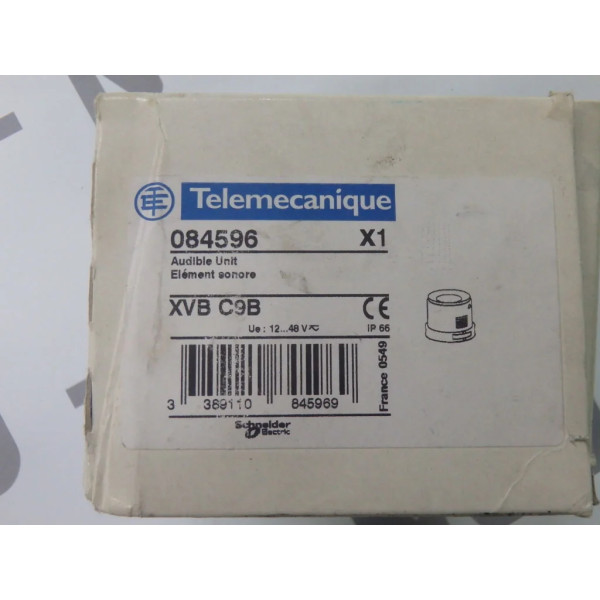 Telemecanique
084596 X1
Audible Unit
Elément sonore
XVB C9B CE
Ue : 12...48 V IP 66
France 0549
3 389110 845969
Schneider
Electric